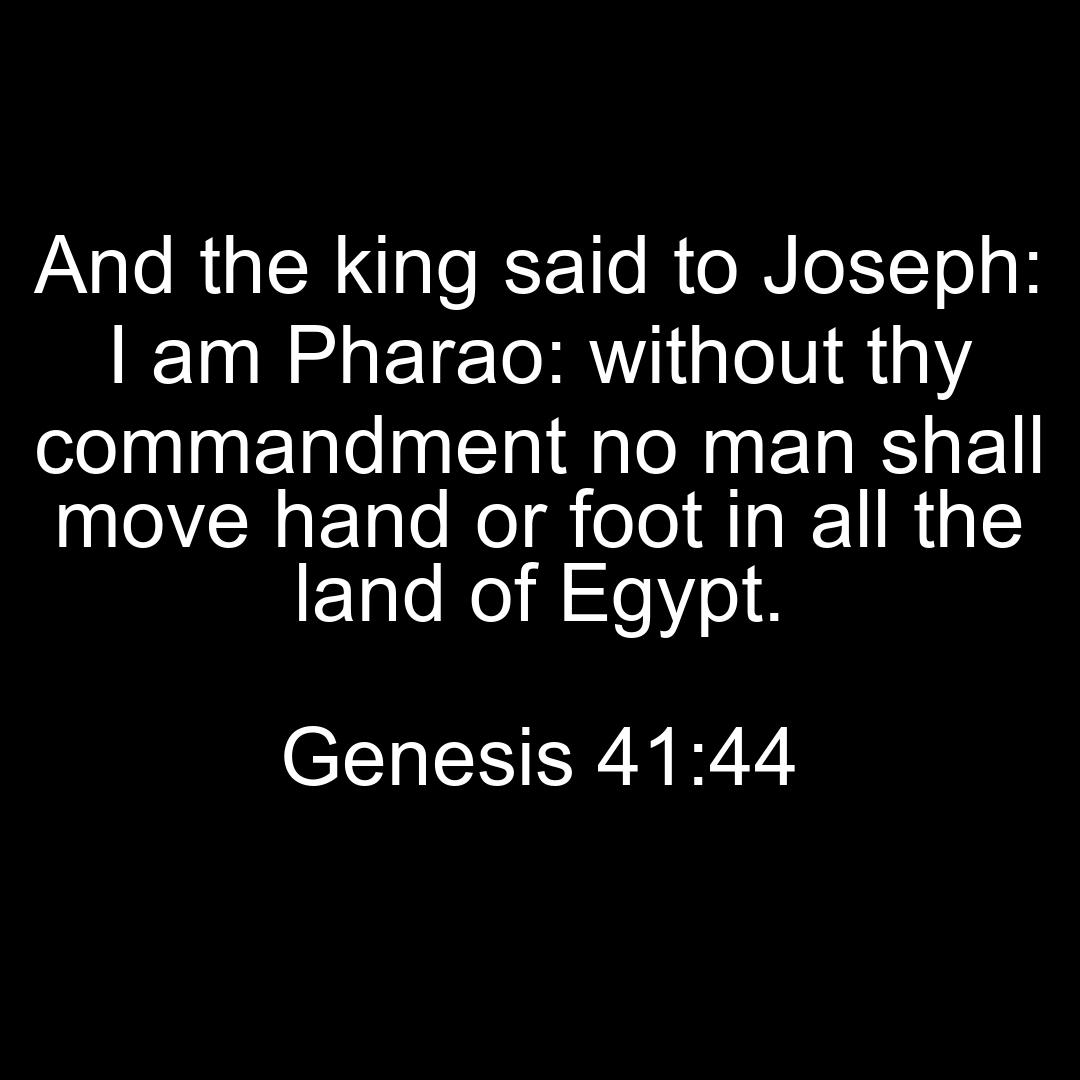 And the king said to Joseph:
I am Pharao: without thy
commandment no man shall
move hand or foot in all the
land of Egypt.
Genesis 41:44